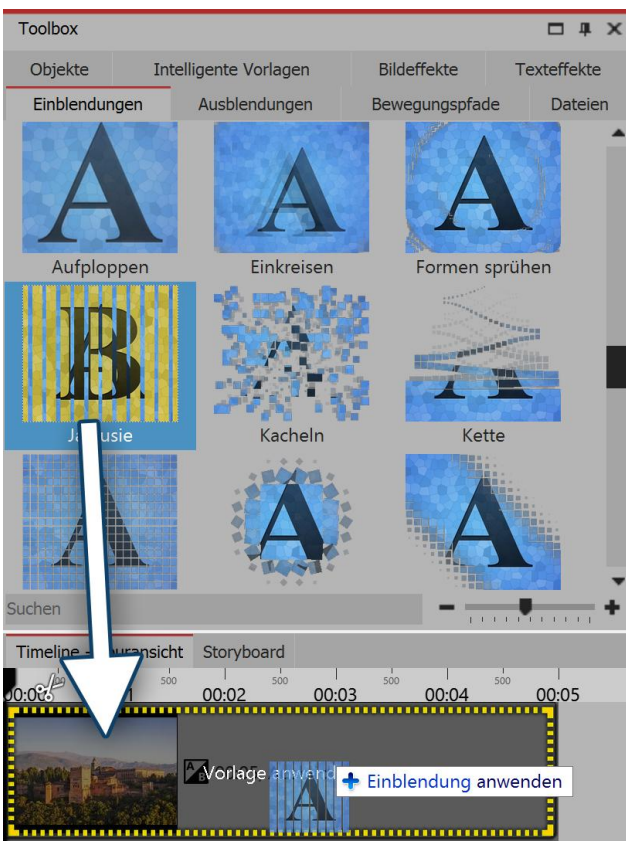 Toolbox
Objekte Intelligente Vorlagen Bildeffekte Texteffekte
Einblendungen Ausblendungen Bewegungspfade Dateien
Aufploppen Einkreisen Formen sprühen
Kacheln Kette
Suchen
Timeline Storyboard
500 500 500 500
00:02 00:03 00:04 00:05
Vorlage
Einblendung anwenden